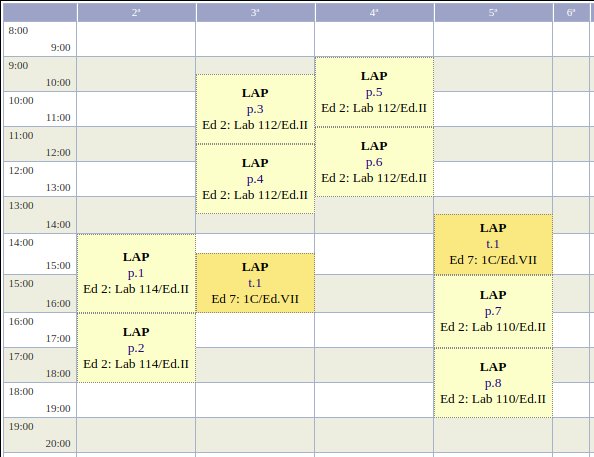 2ª 3ª 4ª 5ª 6ª
8:00
9:00
9:00
10:00
10:00
11:00
11:00
12:00
12:00
13:00
13:00
14:00
14:00
15:00
15:00
16:00
16:00
17:00
17:00
18:00
18:00
19:00
19:00
20:00
LAP
p.1
Ed 2: Lab 114/Ed.II
LAP
p.2
Ed 2: Lab 114/Ed.II
LAP
p.3
Ed 2: Lab 112/Ed.II
LAP
p.4
Ed 2: Lab 112/Ed.II
LAP
t.1
Ed 7: 1C/Ed.VII
LAP
p.5
Ed 2: Lab 112/Ed.II
LAP
p.6
Ed 2: Lab 112/Ed.II
LAP
t.1
Ed 7: 1C/Ed.VII
LAP
p.7
Ed 2: Lab 110/Ed.II
LAP
p.8
Ed 2: Lab 110/Ed.II